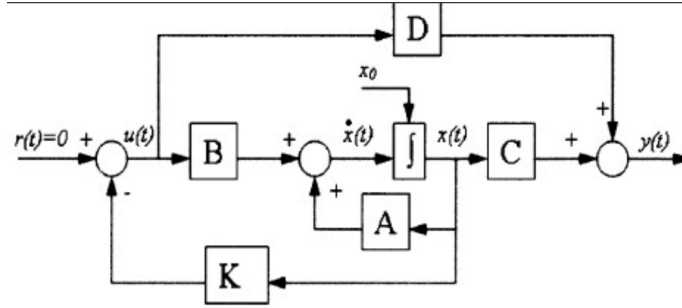 D
x0
+
r(t)=0 + u(t) B + ẋ(t) ∫ x(t) C + y(t)
- + A
K